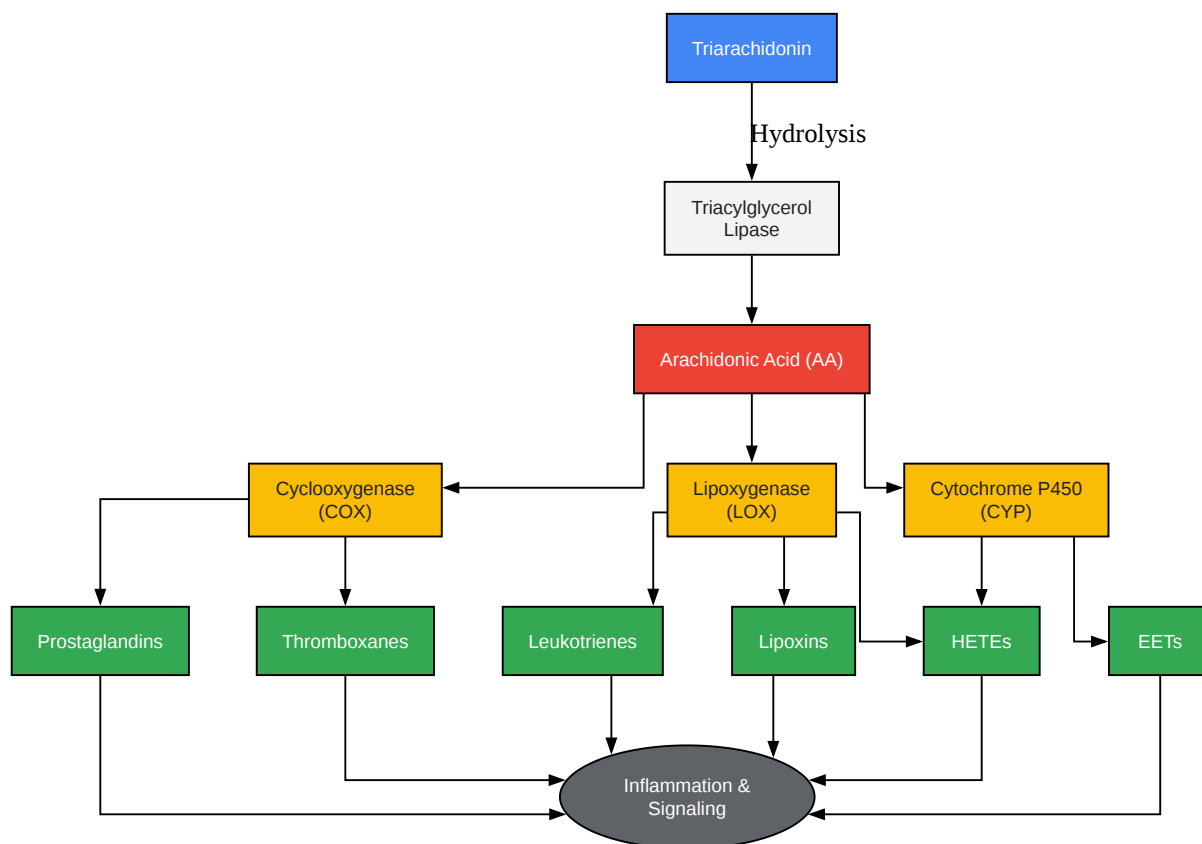 Triarachidonin
Hydrolysis
Triacylglycerol
Lipase
Arachidonic Acid (AA)
Cyclooxygenase
(COX)
Lipoxygenase
(LOX)
Cytochrome P450
(CYP)
Prostaglandins
Thromboxanes
Leukotrienes
Lipoxins
HETEs
EETs
Inflammation &
Signaling